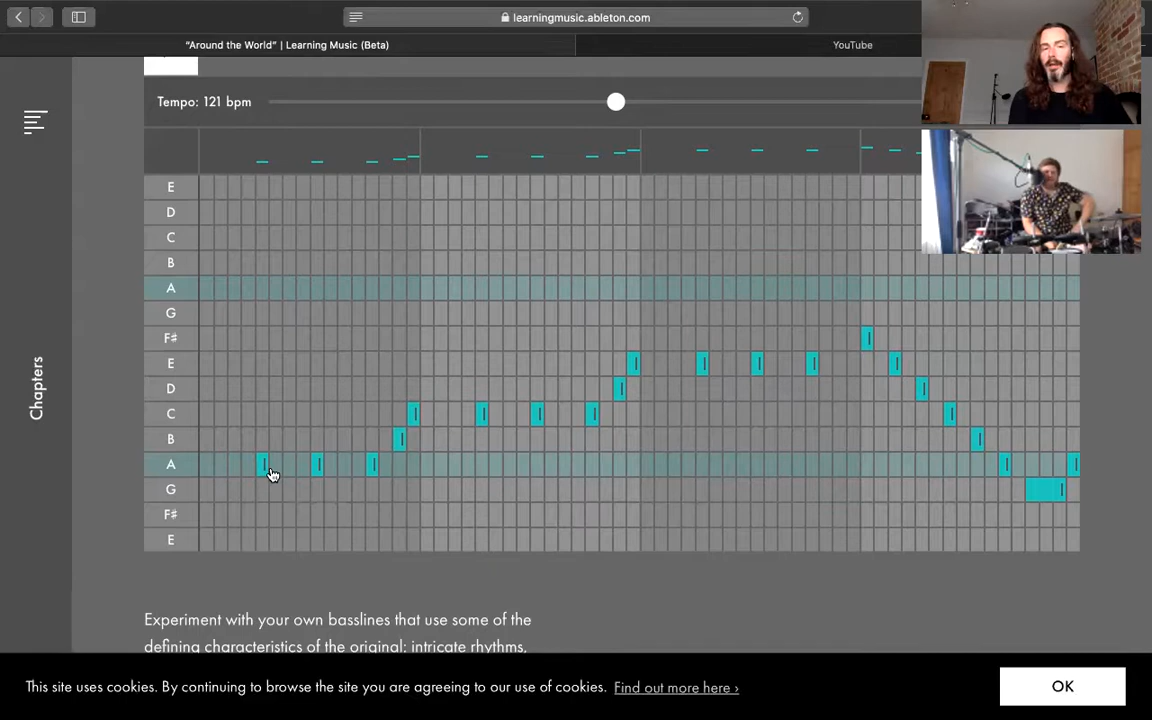 learningmusic.ableton.com
“Around the World” | Learning Music (Beta)
YouTube
Tempo: 121 bpm
E
D
C
B
A
G
F#
E
D
C
B
A
G
F#
E
Chapters
Experiment with your own basslines that use some of the
defining characteristics of the original: intricate rhythms,
This site uses cookies. By continuing to browse the site you are agreeing to our use of cookies. Find out more here ›
OK